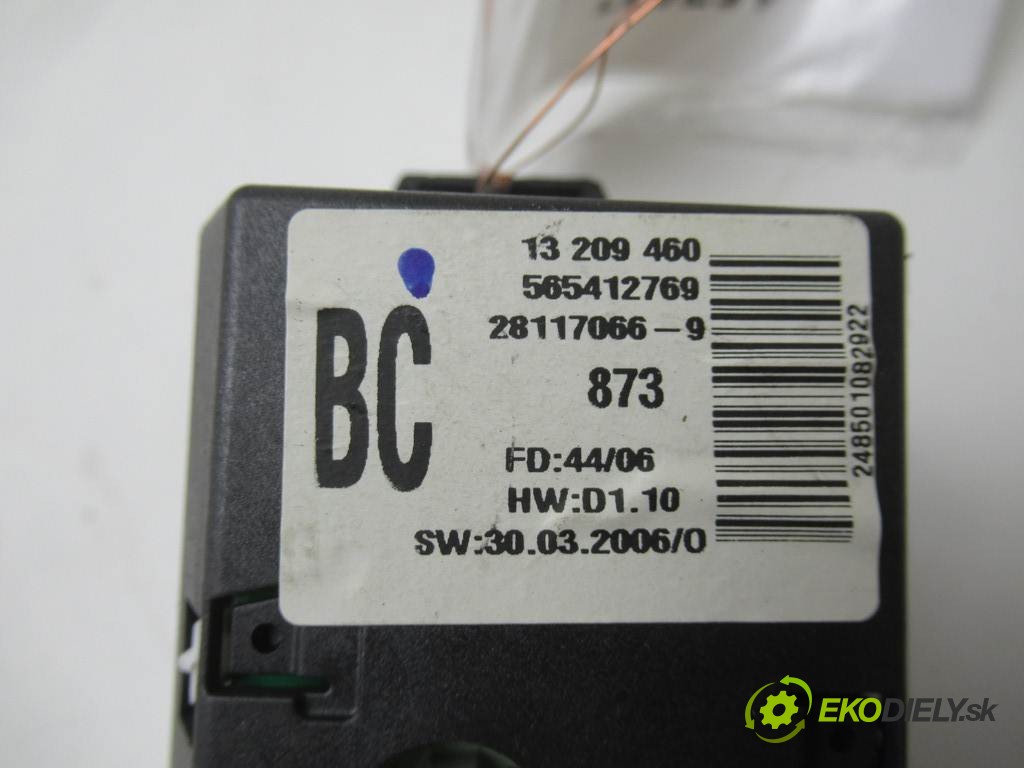 13 209 460
565412769
28117066-9
BC
873
FD:44/06
HW:D1.10
SW:30.03.2006/O
248501082922
EKODIELY.sk